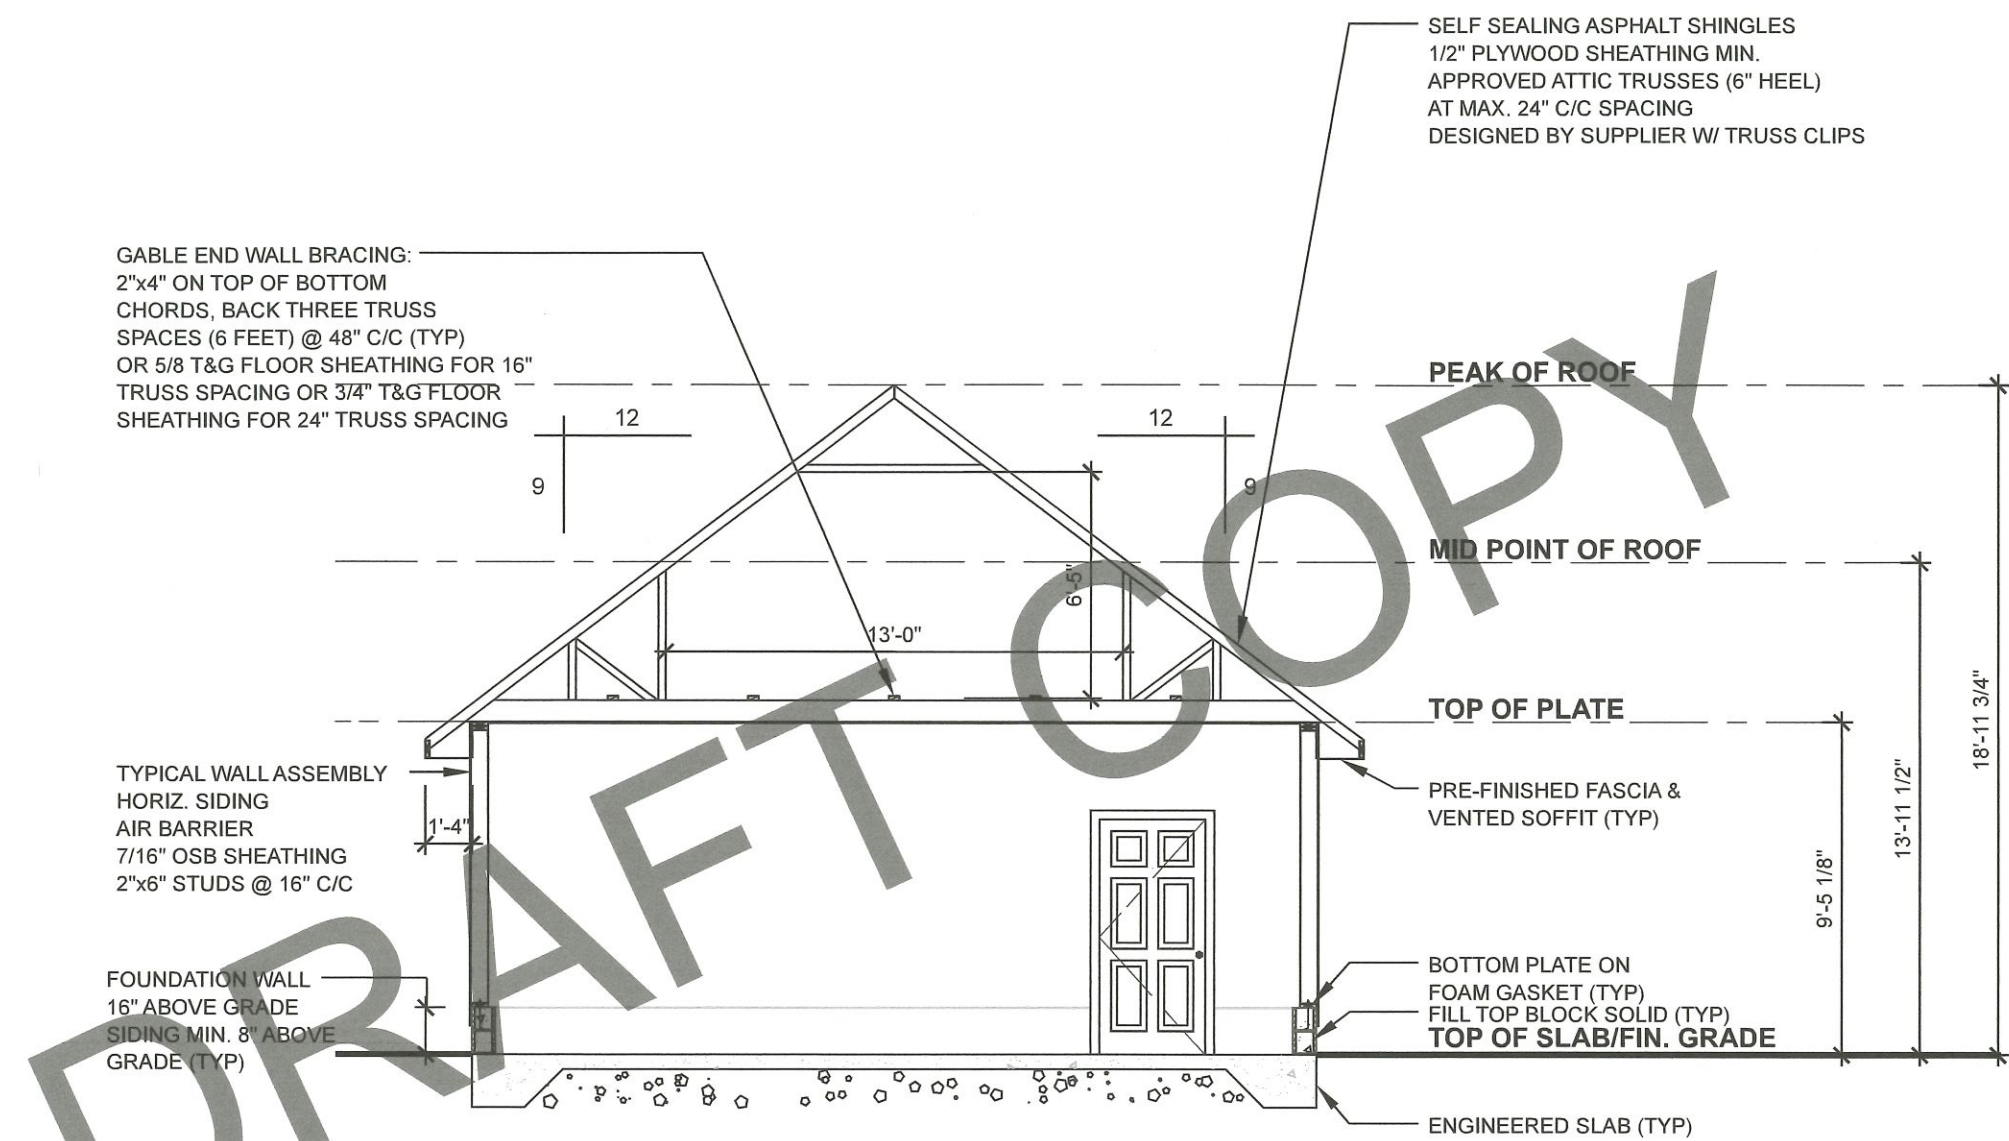 SELF SEALING ASPHALT SHINGLES
1/2" PLYWOOD SHEATHING MIN.
APPROVED ATTIC TRUSSES (6" HEEL)
AT MAX. 24" C/C SPACING
DESIGNED BY SUPPLIER W/ TRUSS CLIPS
GABLE END WALL BRACING:
2"x4" ON TOP OF BOTTOM
CHORDS, BACK THREE TRUSS
SPACES (6 FEET) @ 48" C/C (TYP)
OR 5/8 T&G FLOOR SHEATHING FOR 16"
TRUSS SPACING OR 3/4" T&G FLOOR
SHEATHING FOR 24" TRUSS SPACING
PEAK OF ROOF
12
12
9
9
MID POINT OF ROOF
6'-5"
13'-0"
TOP OF PLATE
18'-11 3/4"
13'-11 1/2"
9'-5 1/8"
TYPICAL WALL ASSEMBLY
HORIZ. SIDING
AIR BARRIER
7/16" OSB SHEATHING
2"x6" STUDS @ 16" C/C
1'-4"
PRE-FINISHED FASCIA &
VENTED SOFFIT (TYP)
FOUNDATION WALL
16" ABOVE GRADE
SIDING MIN. 8" ABOVE
GRADE (TYP)
BOTTOM PLATE ON
FOAM GASKET (TYP)
FILL TOP BLOCK SOLID (TYP)
TOP OF SLAB/FIN. GRADE
ENGINEERED SLAB (TYP)
DRAFT COPY